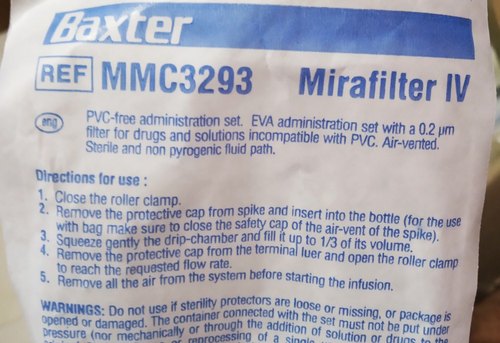 Baxter
REF MMC3293 Mirafilter IV
eng PVC-free administration set. EVA administration set with a 0.2 µm
filter for drugs and solutions incompatible with PVC. Air-vented.
Sterile and non pyrogenic fluid path.
Directions for use :
1. Close the roller clamp.
2. Remove the protective cap from spike and insert into the bottle (for the use
with bag make sure to close the safety cap of the air-vent of the spike).
3. Squeeze gently the drip-chamber and fill it up to 1/3 of its volume.
4. Remove the protective cap from the terminal luer and open the roller clamp
to reach the requested flow rate.
5. Remove all the air from the system before starting the infusion.
WARNINGS: Do not use if sterility protectors are loose or missing, or package is
opened or damaged. The container connected with the set must not be put under
pressure (nor mechanically or through the addition of solution or drugs to the
reprocessing of a single